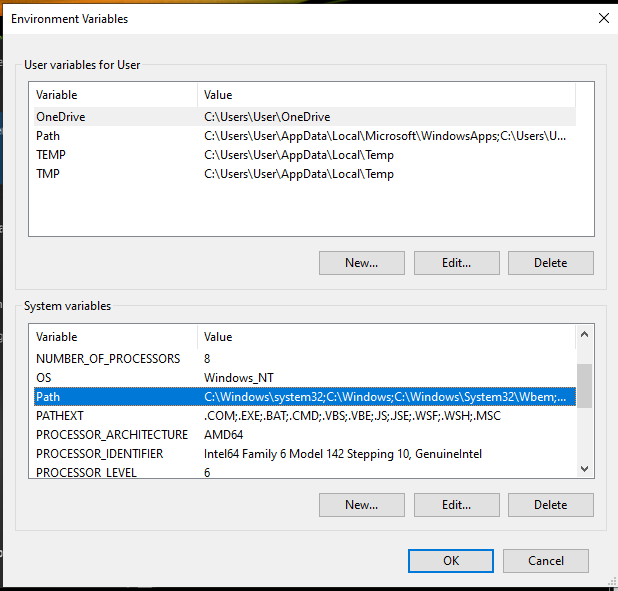 Environment Variables
User variables for User
Variable Value
OneDrive C:\Users\User\OneDrive
Path C:\Users\User\AppData\Local\Microsoft\WindowsApps;C:\Users\U...
TEMP C:\Users\User\AppData\Local\Temp
TMP C:\Users\User\AppData\Local\Temp
New... Edit... Delete
System variables
Variable Value
NUMBER_OF_PROCESSORS 8
OS Windows_NT
Path C:\Windows\system32;C:\Windows;C:\Windows\System32\Wbem;...
PATHEXT .COM;.EXE;.BAT;.CMD;.VBS;.VBE;.JS;.JSE;.WSF;.WSH;.MSC
PROCESSOR_ARCHITECTURE AMD64
PROCESSOR_IDENTIFIER Intel64 Family 6 Model 142 Stepping 10, GenuineIntel
PROCESSOR_LEVEL 6
New... Edit... Delete
OK Cancel